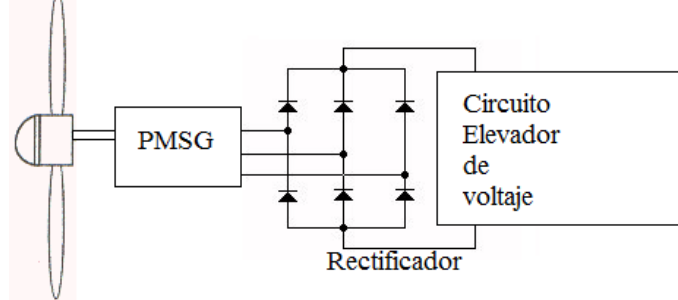 PMSG
Circuito
Elevador
de
voltaje
Rectificador